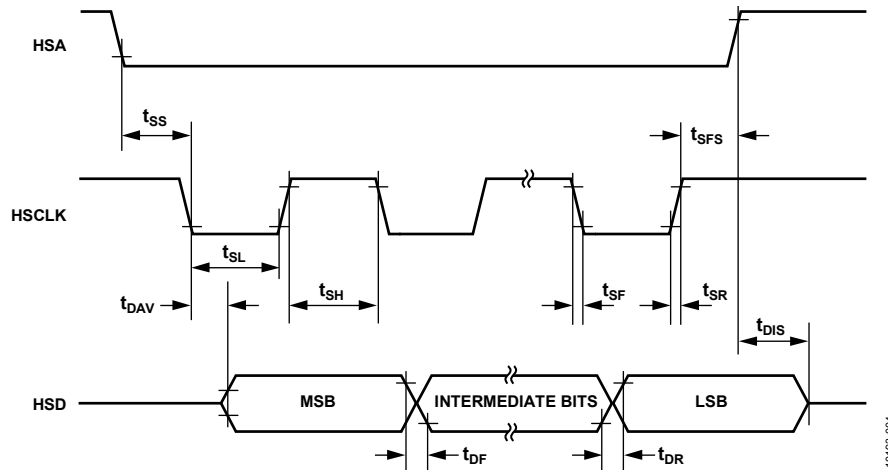 HSA
tSS
tSFS
HSCLK
tSL
tSH
tSF
tSR
tDAV
tDIS
HSD
MSB
INTERMEDIATE BITS
LSB
tDF
tDR